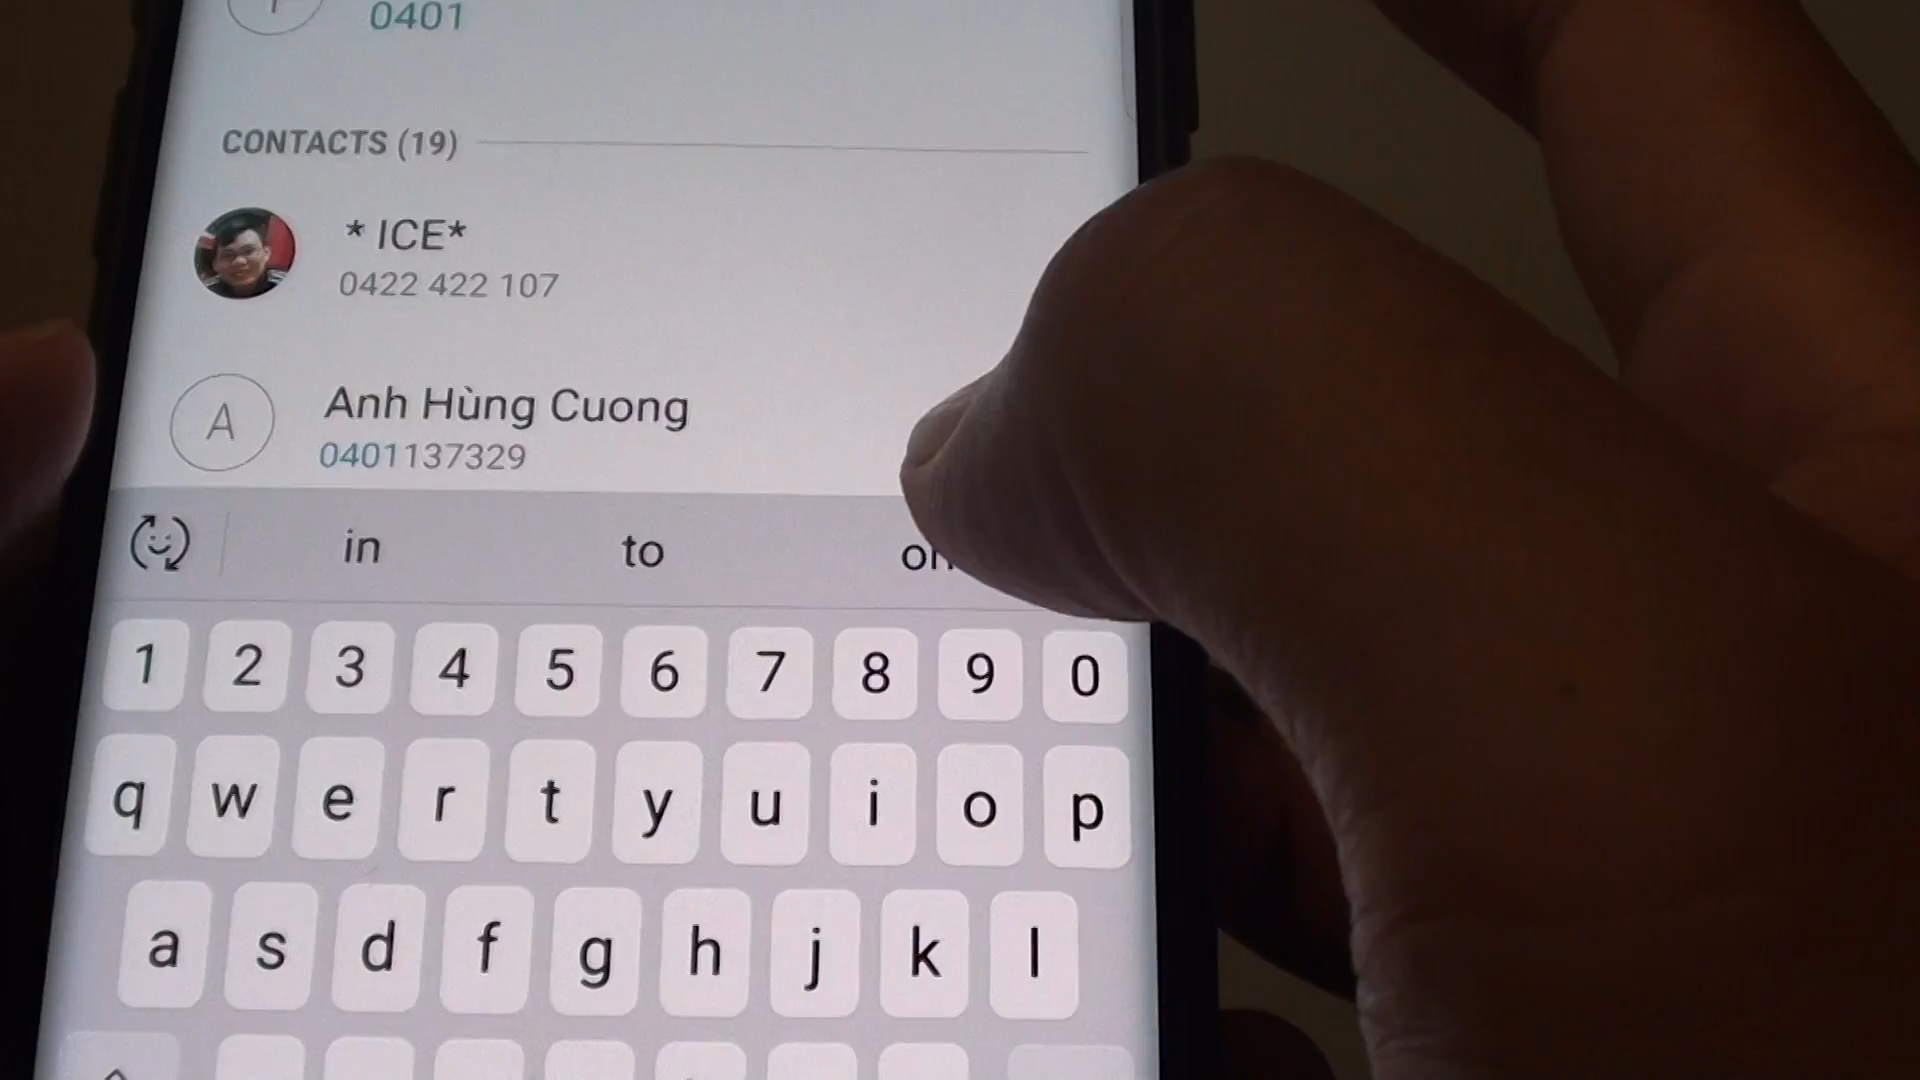 0401
CONTACTS (19)
* ICE*
0422 422 107
A
Anh Hùng Cuong
0401137329
in to
1 2 3 4 5 6 7 8 9 0
q w e r t y u i o p
a s d f g h j k l